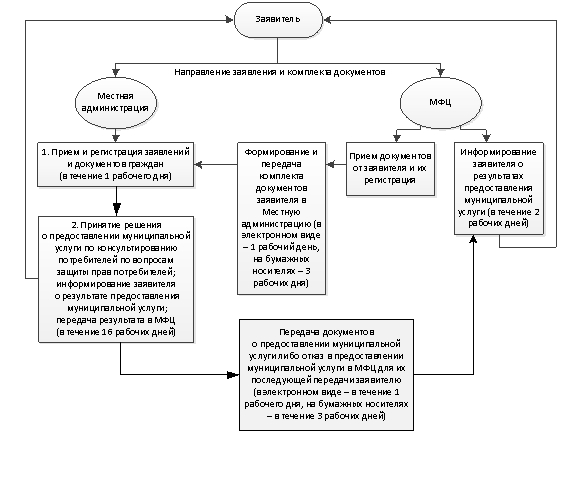 Заявитель
Направление заявления и комплекта документов
Местная
администрация
МФЦ
1. Прием и регистрация заявлений
и документов граждан
(в течение 1 рабочего дня)
Формирование и
передача
комплекта
документов
заявителя в
Местную
администрацию (в
электронном виде
– 1 рабочий день,
на бумажных
носителях – 3
рабочих дня)
Прием документов
от заявителя и их
регистрация
Информирование
заявителя о
результатах
предоставления
муниципальной
услуги (в течение 2
рабочих дней)
2. Принятие решения
о предоставлении муниципальной
услуги по консультированию
потребителей по вопросам
защиты прав потребителей;
информирование заявителя
о результате предоставления
муниципальной услуги;
передача результата в МФЦ
(в течение 16 рабочих дней)
Передача документов
о предоставлении муниципальной
услуги либо отказ в предоставлении
муниципальной услуги в МФЦ для их
последующей передачи заявителю
(в электронном виде – в течение 1
рабочего дня, на бумажных носителях
– в течение 3 рабочих дней)